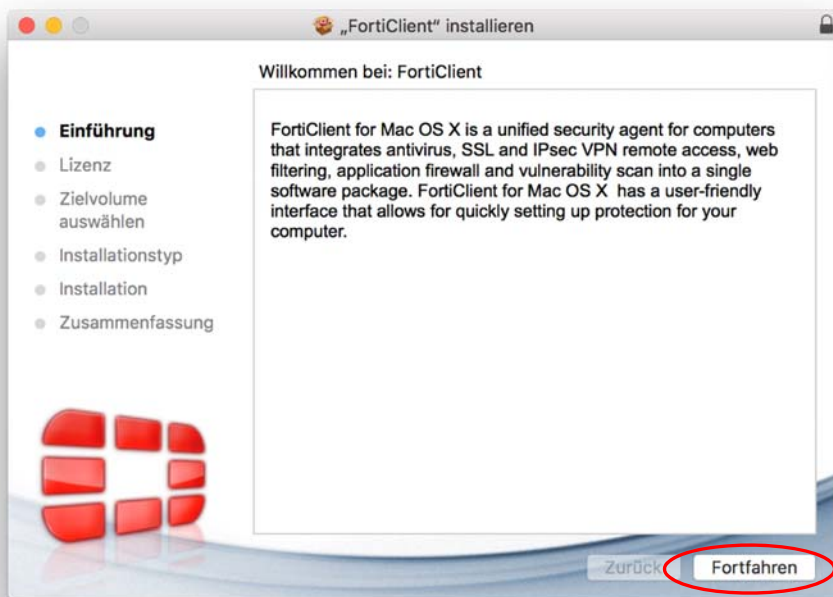 „FortiClient“ installieren
Willkommen bei: FortiClient
Einführung
Lizenz
Zielvolume
auswählen
Installationstyp
Installation
Zusammenfassung
FortiClient for Mac OS X is a unified security agent for computers
that integrates antivirus, SSL and IPsec VPN remote access, web
filtering, application firewall and vulnerability scan into a single
software package. FortiClient for Mac OS X has a user-friendly
interface that allows for quickly setting up protection for your
computer.
Zurück
Fortfahren